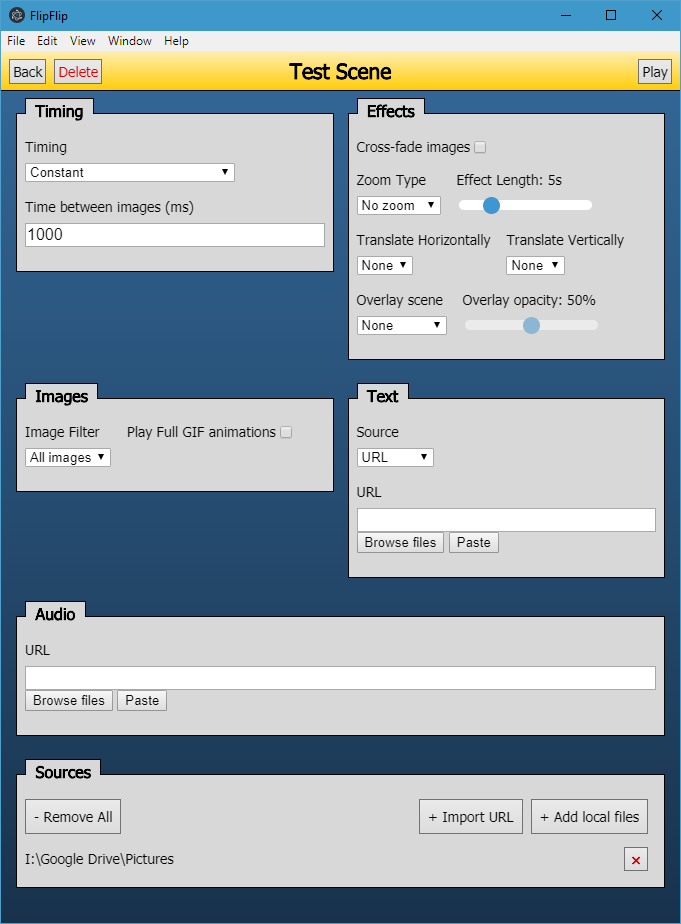 FlipFlip
File Edit View Window Help
Back Delete Test Scene Play
Timing
Timing
Constant
Time between images (ms)
1000
Effects
Cross-fade images
Zoom Type Effect Length: 5s
No zoom
Translate Horizontally Translate Vertically
None None
Overlay scene Overlay opacity: 50%
None
Images
Image Filter Play Full GIF animations
All images
Text
Source
URL
URL
Browse files Paste
Audio
URL
Browse files Paste
Sources
- Remove All + Import URL + Add local files
I:\Google Drive\Pictures ×